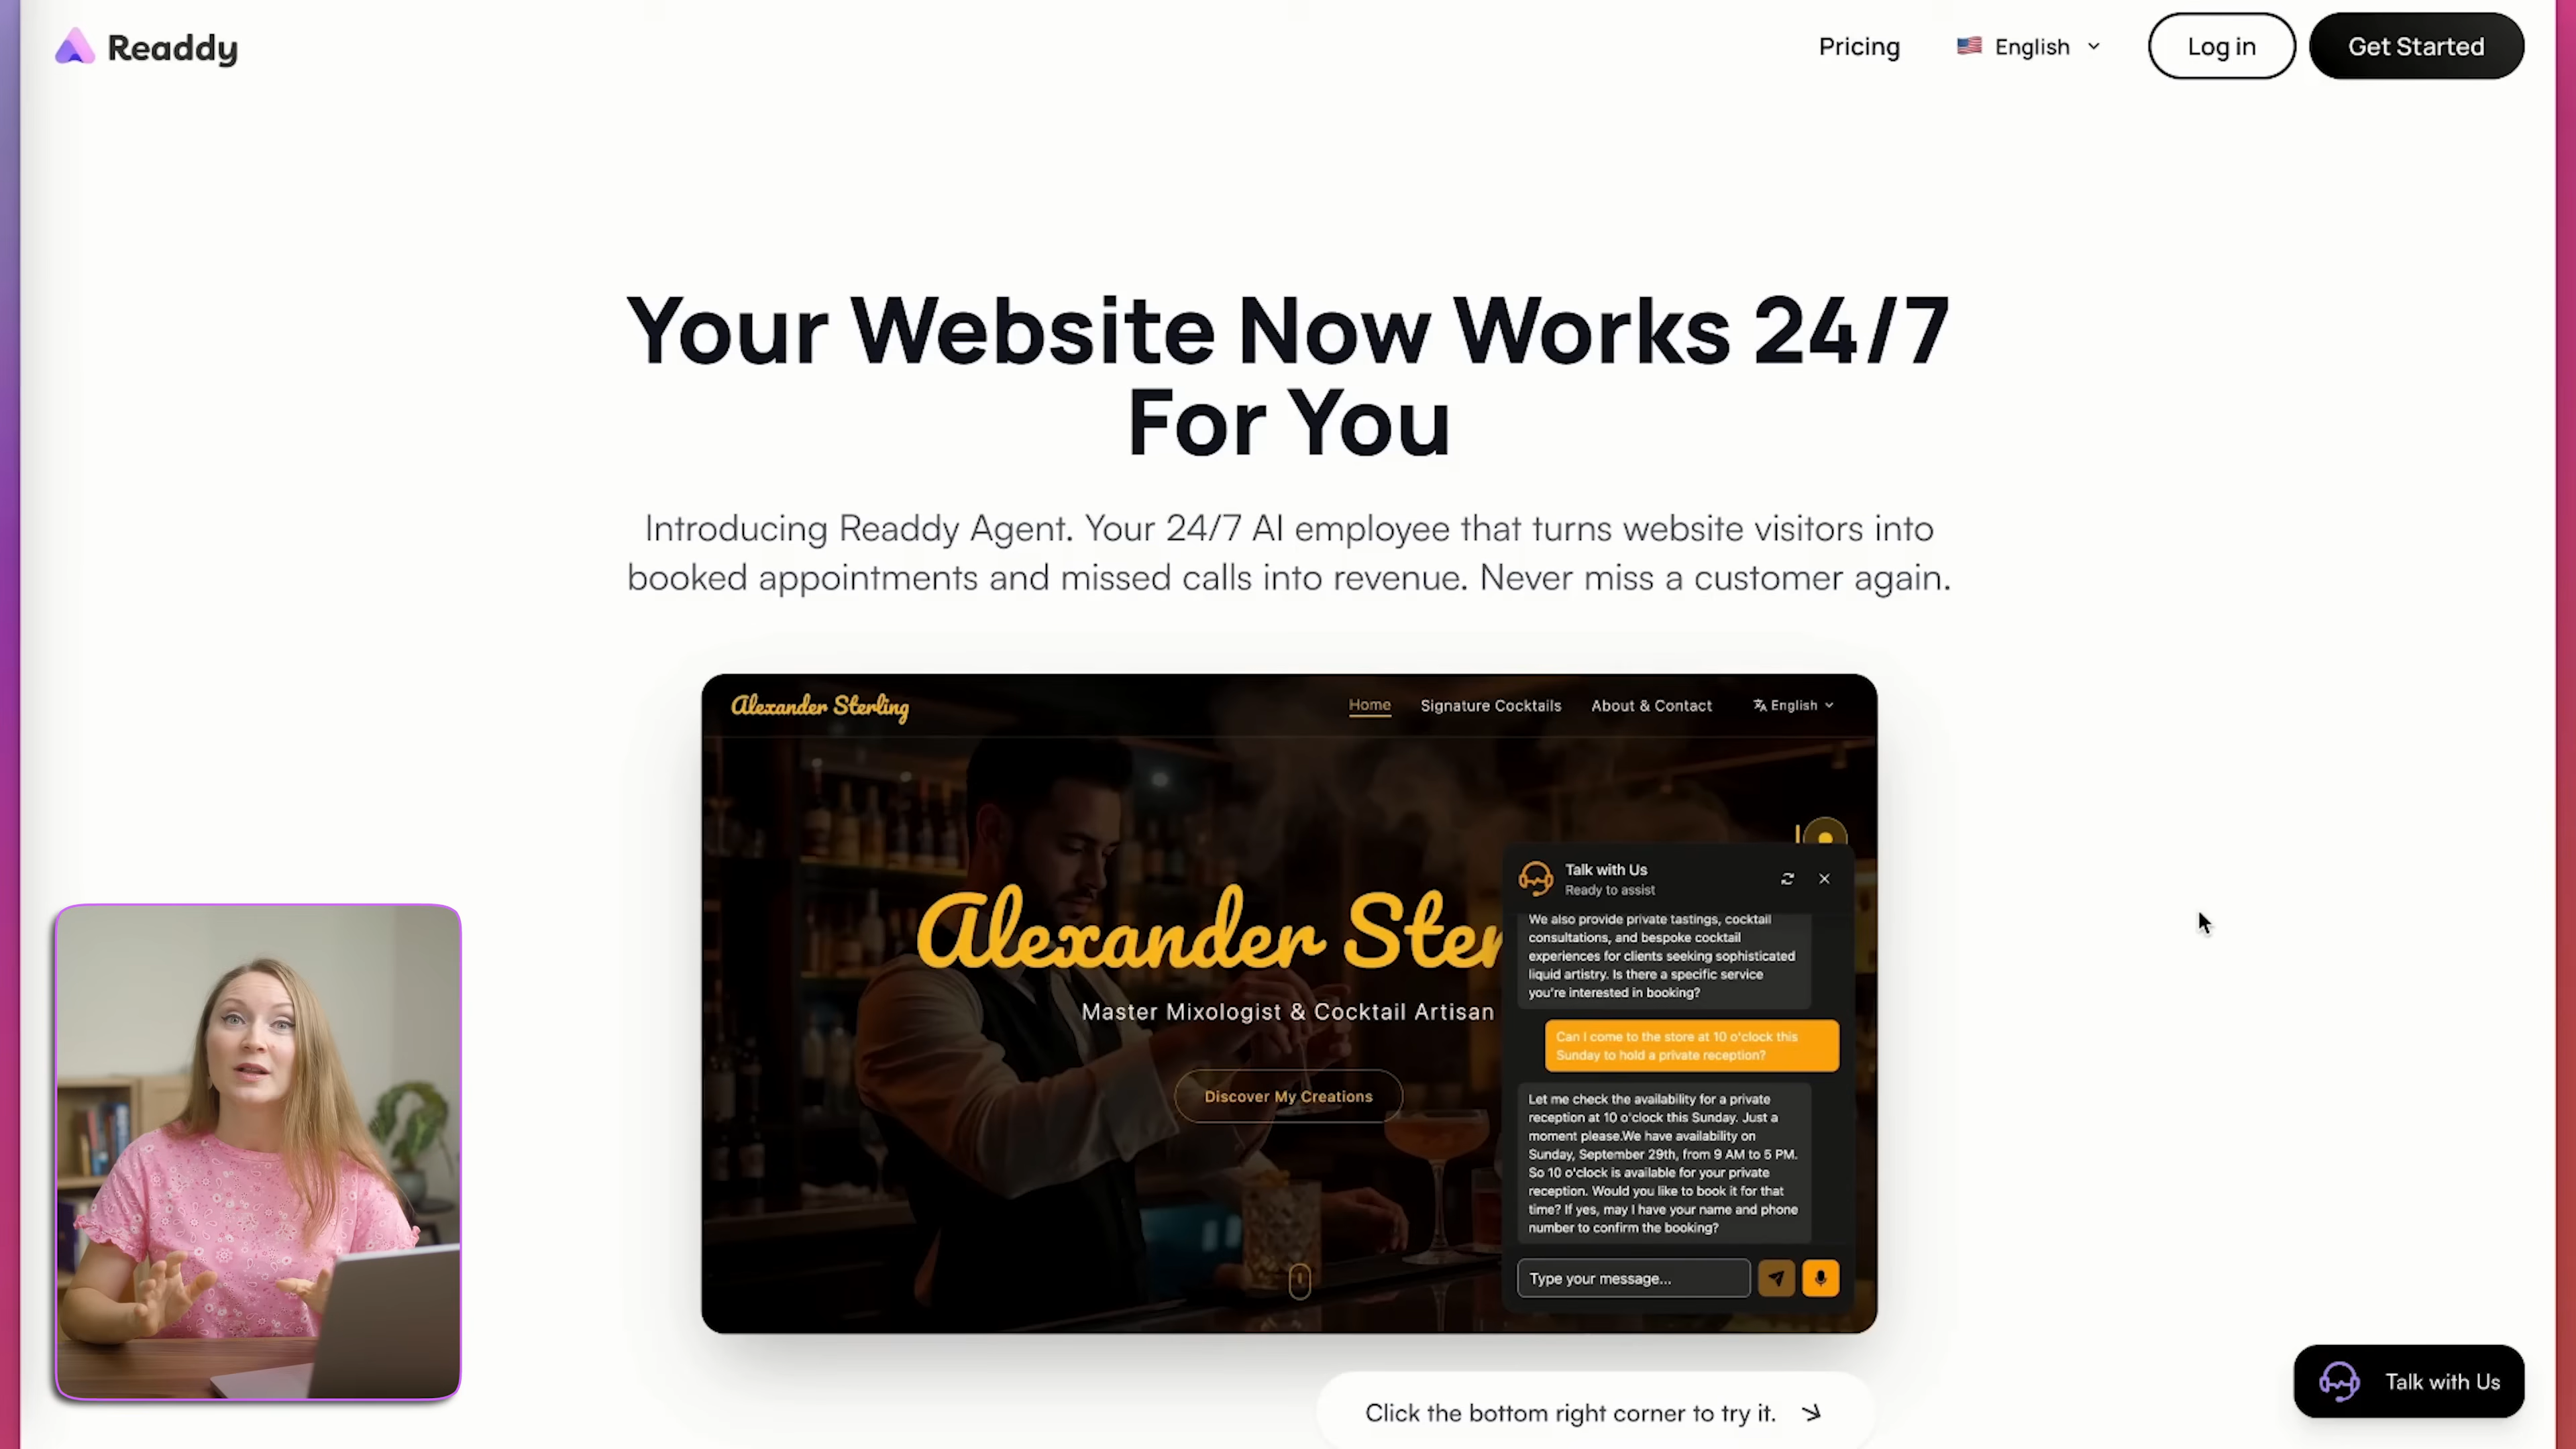 Readdy
Pricing
English
Log in
Get Started
Your Website Now Works 24/7
For You
Introducing Readdy Agent. Your 24/7 AI employee that turns website visitors into
booked appointments and missed calls into revenue. Never miss a customer again.
Alexander Sterling
Home
Signature Cocktails
About & Contact
English
Alexander Ster
Master Mixologist & Cocktail Artisan
Discover My Creations
Talk with Us
Ready to assist
We also provide private tastings, cocktail
consultations, and bespoke cocktail
experiences for clients seeking sophisticated
liquid artistry. Is there a specific service
you're interested in booking?
Can I come to the store at 10 o'clock this
Sunday to hold a private reception?
Let me check the availability for a private
reception at 10 o'clock this Sunday. Just a
moment please.We have availability on
Sunday, September 29th, from 9 AM to 5 PM.
So 10 o'clock is available for your private
reception. Would you like to book it for that
time? If yes, may I have your name and phone
number to confirm the booking?
Type your message...
Click the bottom right corner to try it.
Talk with Us